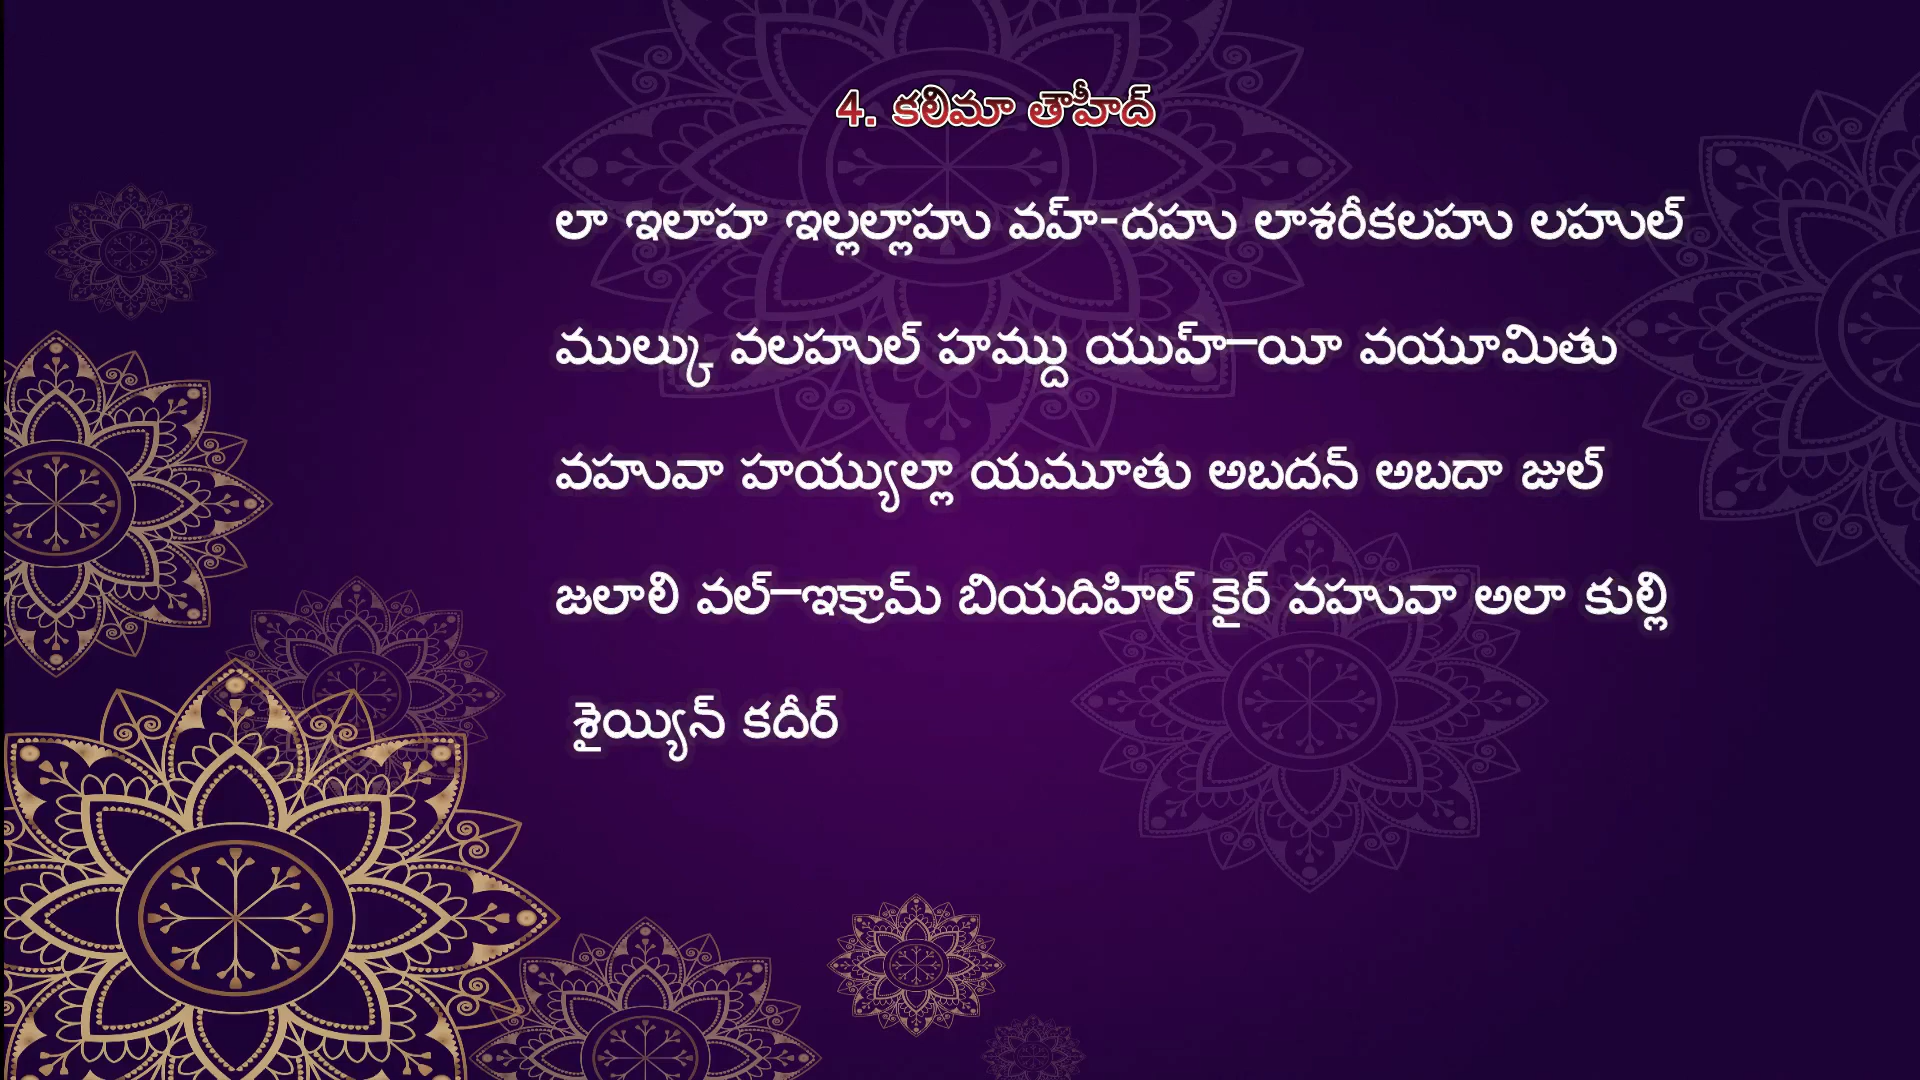 4. కలిమా తౌహీద్
లా ఇలాహ ఇల్లల్లాహు వహ్-దహు లాశరీకలహు లహుల్
ముల్కు వలహుల్ హమ్దు యుహ్–యీ వయూమితు
వహువా హయ్యుల్లా యమూతు అబదన్ అబదా జుల్
జలాలి వల్–ఇక్రామ్ బియదిహిల్ కైర్ వహువా అలా కుల్లి
శైయ్యిన్ కదీర్